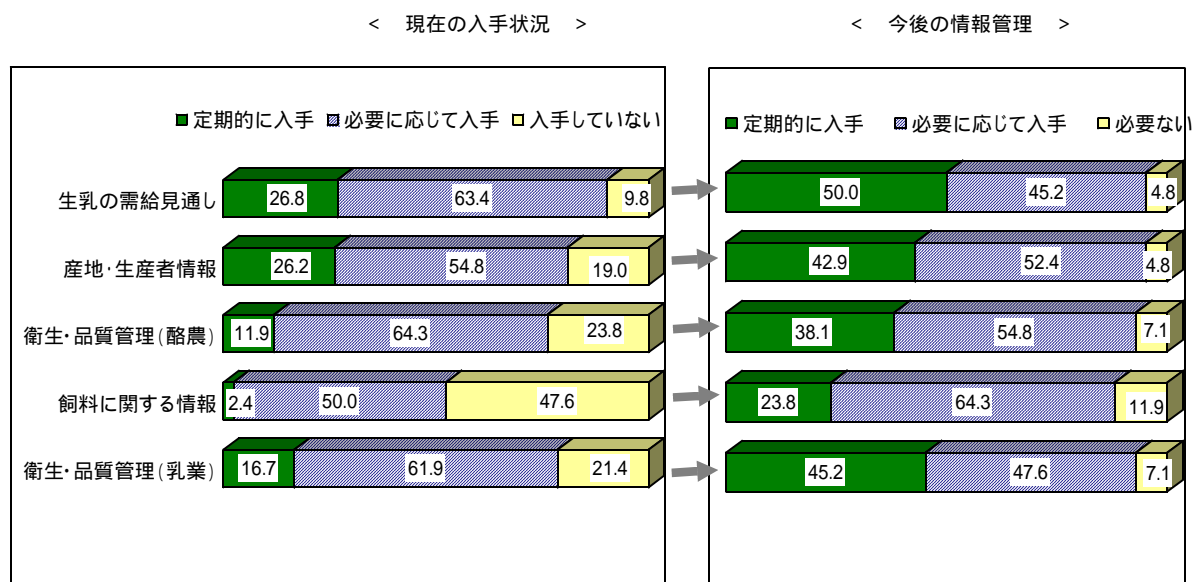 < 現在の入手状況 > < 今後の情報管理 >
■定期的に入手 必要に応じて入手 □入手していない ■定期的に入手 必要に応じて入手 □必要ない
生乳の需給見通し 26.8 63.4 9.8 50.0 45.2 4.8
産地・生産者情報 26.2 54.8 19.0 42.9 52.4 4.8
衛生・品質管理(酪農) 11.9 64.3 23.8 38.1 54.8 7.1
飼料に関する情報 2.4 50.0 47.6 23.8 64.3 11.9
衛生・品質管理(乳業) 16.7 61.9 21.4 45.2 47.6 7.1